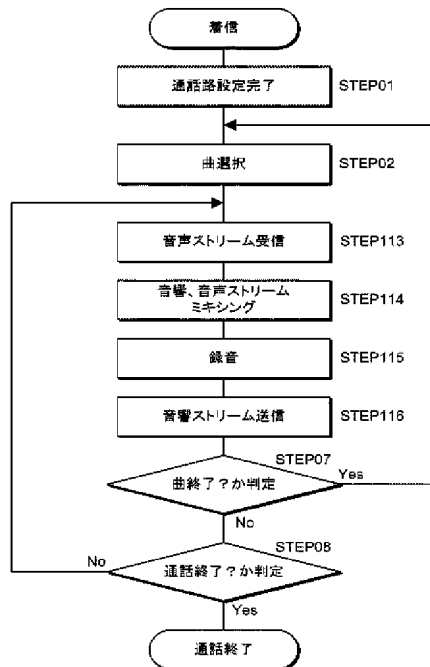 着信
通話路設定完了
STEP01
曲選択
STEP02
音声ストリーム受信
STEP113
音響、音声ストリーム
ミキシング
STEP114
録音
STEP115
音響ストリーム送信
STEP116
STEP07
曲終了?か判定
Yes
No
STEP08
通話終了?か判定
No
Yes
通話終了